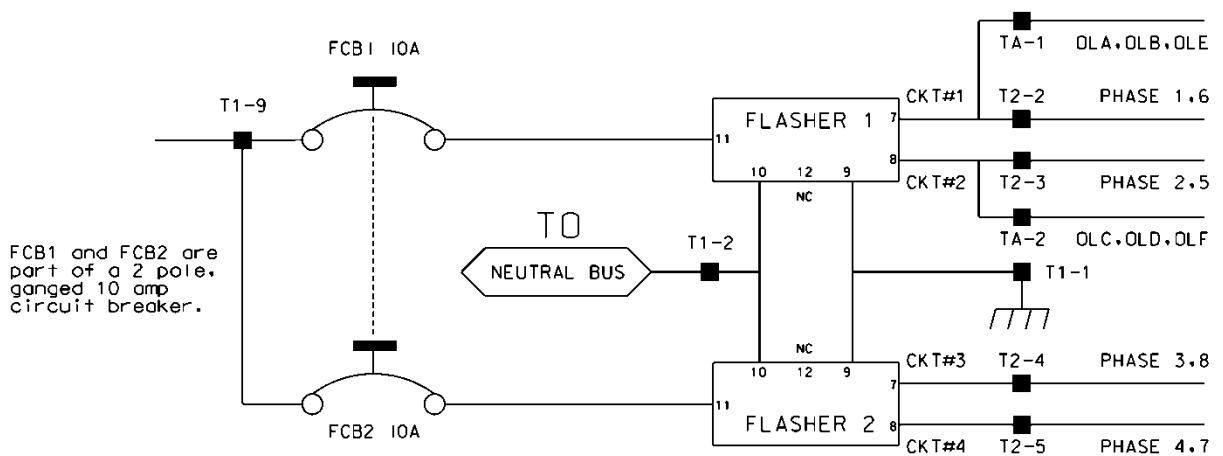 FCB1 10A
TA-1 OLA,OLB,OLE
T1-9
CKT#1 T2-2 PHASE 1,6
FLASHER 1
7
11
8
10 12 9
NC
CKT#2 T2-3 PHASE 2,5
TO
NEUTRAL BUS
T1-2
TA-2 OLC,OLD,OLF
T1-1
FCB1 and FCB2 are
part of a 2 pole,
ganged 10 amp
circuit breaker.
NC
10 12 9
CKT#3 T2-4 PHASE 3,8
7
11
FLASHER 2
8
FCB2 10A
CKT#4 T2-5 PHASE 4,7